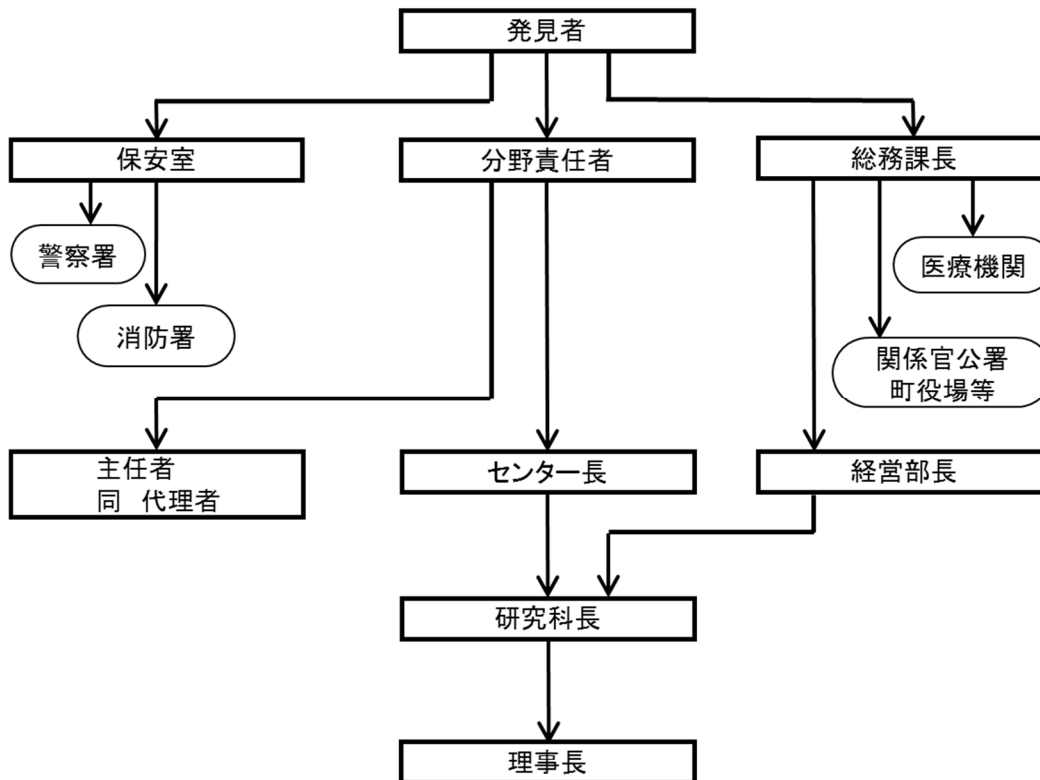 発見者
保安室
分野責任者
総務課長
警察署
医療機関
消防署
関係官公署
町役場等
主任者
同　代理者
センター長
経営部長
研究科長
理事長